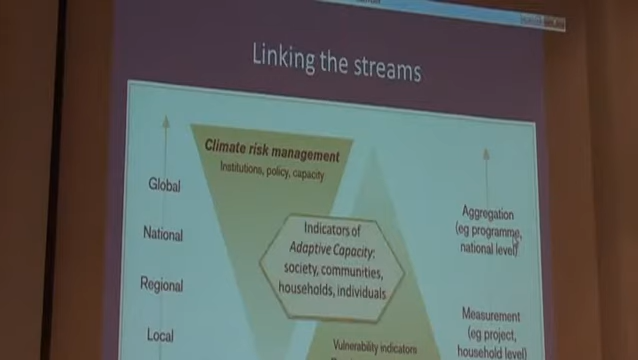 Linking the streams
Climate risk management
Institutions, policy, capacity
Global
National
Regional
Local
Indicators of
Adaptive Capacity:
society, communities,
households, individuals
Vulnerability indicators
Aggregation
(eg programme,
national level)
Measurement
(eg project,
household level)